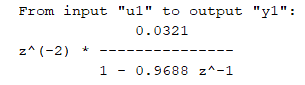 From input "u1" to output "y1":
0.0321
z^(-2) * ---------------
1 - 0.9688 z^-1